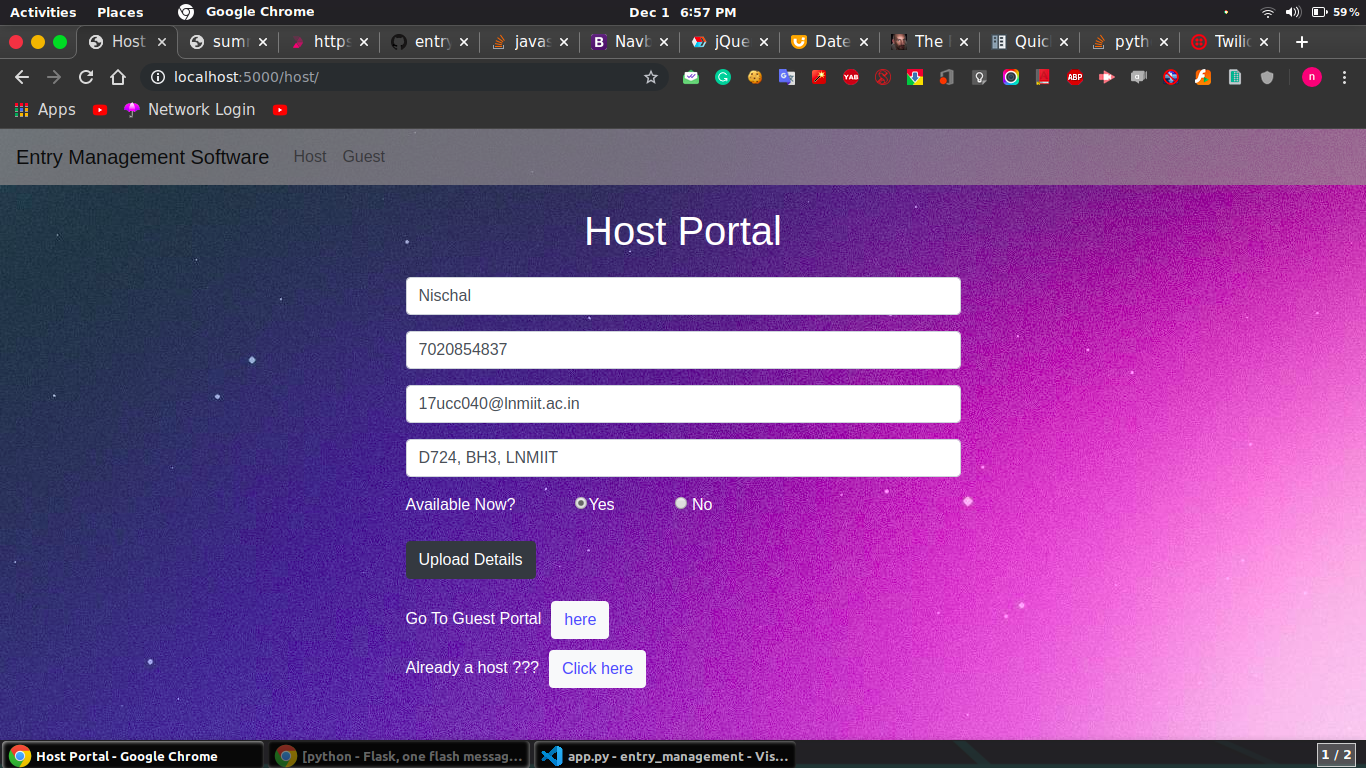 Activities Places Google Chrome Dec 1 6:57 PM 59 %
Host sumr https entry javas Navb jQue Date The Quic pyth Twilio
localhost:5000/host/
Apps Network Login
Entry Management Software Host Guest
Host Portal
Nischal
7020854837
17ucc040@lnmiit.ac.in
D724, BH3, LNMIIT
Available Now? Yes No
Upload Details
Go To Guest Portal here
Already a host ??? Click here
Host Portal - Google Chrome [python - Flask, one flash messag... app.py - entry_management - Vis... 1 / 2